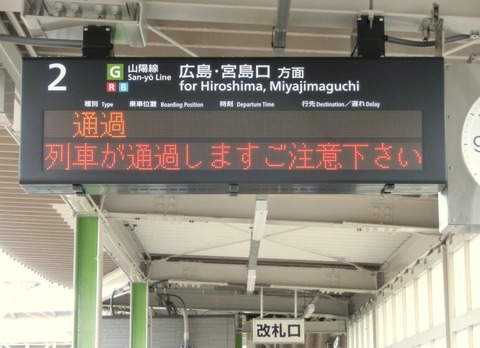 2 G 山陽線 広島・宮島口 方面
R B San-yō Line for Hiroshima, Miyajimaguchi
種別 Type 乗車位置 Boarding Position 時刻 Departure Time 行先 Destination／遅れ Delay
通過
列車が通過しますご注意下さい
改札口